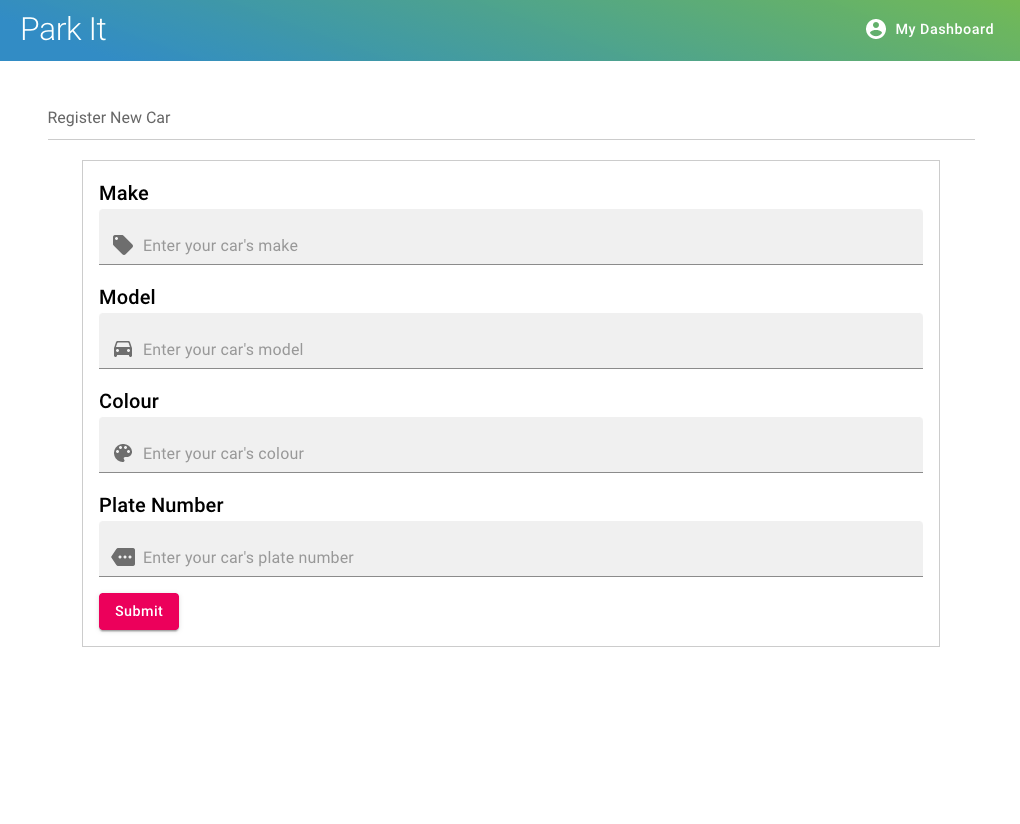 Park It
My Dashboard
Register New Car
Make
Enter your car's make
Model
Enter your car's model
Colour
Enter your car's colour
Plate Number
Enter your car's plate number
Submit